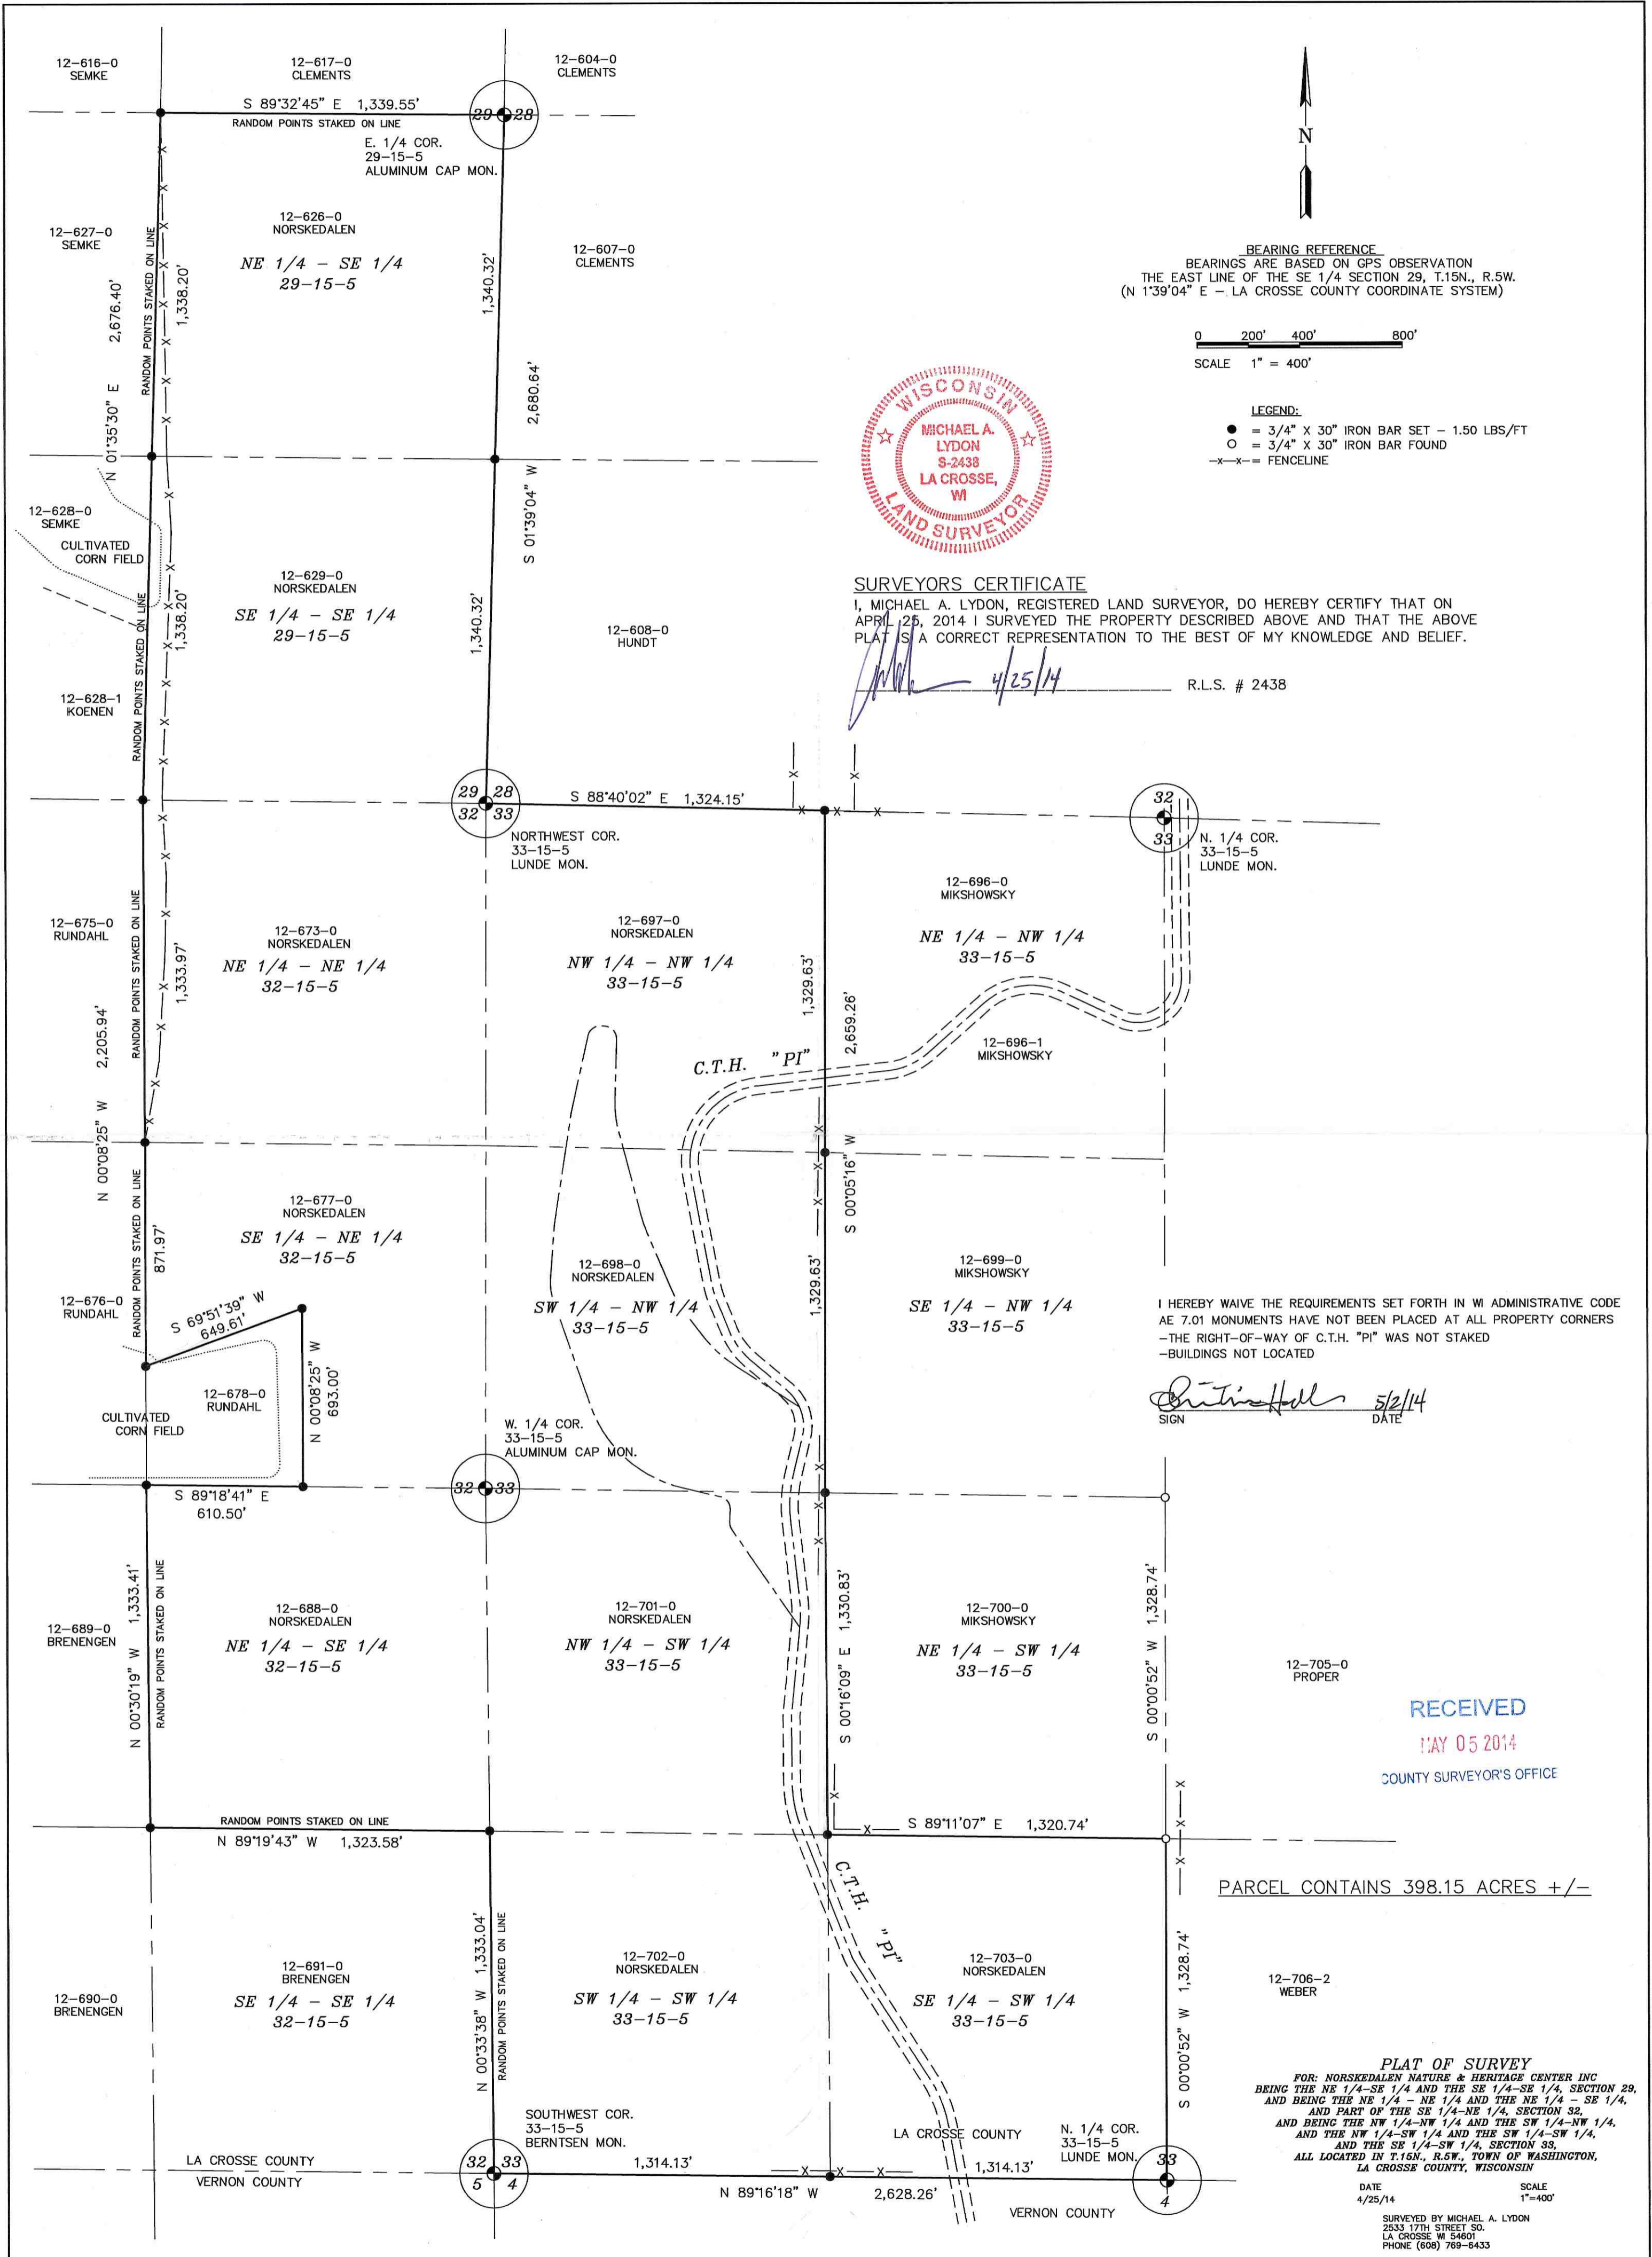 12-616-0
SEMKE
12-617-0
CLEMENTS
12-604-0
CLEMENTS
S 89°32'45" E 1,339.55'
RANDOM POINTS STAKED ON LINE
29 28
E. 1/4 COR.
29-15-5
ALUMINUM CAP MON.
N
12-627-0
SEMKE
12-626-0
NORSKEDALEN
NE 1/4 - SE 1/4
29-15-5
12-607-0
CLEMENTS
N 01°35'30" E 2,676.40'
RANDOM POINTS STAKED ON LINE
1,338.20'
1,340.32'
2,680.64'
S 01°39'04" W
BEARING REFERENCE
BEARINGS ARE BASED ON GPS OBSERVATION
THE EAST LINE OF THE SE 1/4 SECTION 29, T.15N., R.5W.
(N 1°39'04" E - LA CROSSE COUNTY COORDINATE SYSTEM)
0 200' 400' 800'
SCALE 1" = 400'
LEGEND:
= 3/4" X 30" IRON BAR SET - 1.50 LBS/FT
= 3/4" X 30" IRON BAR FOUND
-x-x-= FENCELINE
WISCONSIN
MICHAEL A.
LYDON
S-2438
LA CROSSE,
WI
LAND SURVEYOR
12-628-0
SEMKE
CULTIVATED
CORN FIELD
12-629-0
NORSKEDALEN
SE 1/4 - SE 1/4
29-15-5
12-608-0
HUNDT
1,338.20'
1,340.32'
RANDOM POINTS STAKED ON LINE
12-628-1
KOENEN
SURVEYORS CERTIFICATE
I, MICHAEL A. LYDON, REGISTERED LAND SURVEYOR, DO HEREBY CERTIFY THAT ON
APRIL 25, 2014 I SURVEYED THE PROPERTY DESCRIBED ABOVE AND THAT THE ABOVE
PLAT IS A CORRECT REPRESENTATION TO THE BEST OF MY KNOWLEDGE AND BELIEF.
4/25/14
R.L.S. # 2438
29 28
32 33
S 88°40'02" E 1,324.15'
NORTHWEST COR.
33-15-5
LUNDE MON.
32
33
N. 1/4 COR.
33-15-5
LUNDE MON.
12-675-0
RUNDAHL
RANDOM POINTS STAKED ON LINE
1,333.97'
12-673-0
NORSKEDALEN
NE 1/4 - NE 1/4
32-15-5
12-697-0
NORSKEDALEN
NW 1/4 - NW 1/4
33-15-5
12-696-0
MIKSHOWSKY
NE 1/4 - NW 1/4
33-15-5
1,329.63'
2,659.26'
S 00°05'16" W
12-696-1
MIKSHOWSKY
C.T.H. "PI"
N 00°08'25" W 2,205.94'
RANDOM POINTS STAKED ON LINE
871.97'
12-677-0
NORSKEDALEN
SE 1/4 - NE 1/4
32-15-5
12-698-0
NORSKEDALEN
SW 1/4 - NW 1/4
33-15-5
1,329.63'
12-699-0
MIKSHOWSKY
SE 1/4 - NW 1/4
33-15-5
12-676-0
RUNDAHL
S 69°51'39" W
649.61'
N 00°08'25" W
693.00'
12-678-0
RUNDAHL
CULTIVATED
CORN FIELD
I HEREBY WAIVE THE REQUIREMENTS SET FORTH IN WI ADMINISTRATIVE CODE
AE 7.01 MONUMENTS HAVE NOT BEEN PLACED AT ALL PROPERTY CORNERS
-THE RIGHT-OF-WAY OF C.T.H. "PI" WAS NOT STAKED
-BUILDINGS NOT LOCATED
5/2/14
SIGN DATE
W. 1/4 COR.
33-15-5
ALUMINUM CAP MON.
32 33
S 89°18'41" E
610.50'
12-689-0
BRENENGEN
N 00°30'19" W 1,333.41'
RANDOM POINTS STAKED ON LINE
12-688-0
NORSKEDALEN
NE 1/4 - SE 1/4
32-15-5
12-701-0
NORSKEDALEN
NW 1/4 - SW 1/4
33-15-5
S 00°16'09" E 1,330.83'
12-700-0
MIKSHOWSKY
NE 1/4 - SW 1/4
33-15-5
S 00°00'52" W 1,328.74'
12-705-0
PROPER
RECEIVED
MAY 05 2014
COUNTY SURVEYOR'S OFFICE
RANDOM POINTS STAKED ON LINE
N 89°19'43" W 1,323.58'
S 89°11'07" E 1,320.74'
PARCEL CONTAINS 398.15 ACRES +/-
C.T.H. "PI"
12-690-0
BRENENGEN
12-691-0
BRENENGEN
SE 1/4 - SE 1/4
32-15-5
N 00°33'38" W 1,333.04'
RANDOM POINTS STAKED ON LINE
12-702-0
NORSKEDALEN
SW 1/4 - SW 1/4
33-15-5
12-703-0
NORSKEDALEN
SE 1/4 - SW 1/4
33-15-5
S 00°00'52" W 1,328.74'
12-706-2
WEBER
SOUTHWEST COR.
33-15-5
BERNTSEN MON.
LA CROSSE COUNTY
VERNON COUNTY
32 33
5 4
1,314.13'
N 89°16'18" W 2,628.26'
1,314.13'
LA CROSSE COUNTY
VERNON COUNTY
N. 1/4 COR.
33-15-5
LUNDE MON.
33
4
PLAT OF SURVEY
FOR: NORSKEDALEN NATURE & HERITAGE CENTER INC
BEING THE NE 1/4-SE 1/4 AND THE SE 1/4-SE 1/4, SECTION 29,
AND BEING THE NE 1/4 - NE 1/4 AND THE NE 1/4 - SE 1/4,
AND PART OF THE SE 1/4-NE 1/4, SECTION 32,
AND BEING THE NW 1/4-NW 1/4 AND THE SW 1/4-NW 1/4,
AND THE NW 1/4-SW 1/4 AND THE SW 1/4-SW 1/4,
AND THE SE 1/4-SW 1/4, SECTION 33,
ALL LOCATED IN T.15N., R.5W., TOWN OF WASHINGTON,
LA CROSSE COUNTY, WISCONSIN
DATE SCALE
4/25/14 1"=400'
SURVEYED BY MICHAEL A. LYDON
2533 17TH STREET SO.
LA CROSSE WI 54601
PHONE (608) 769-6433